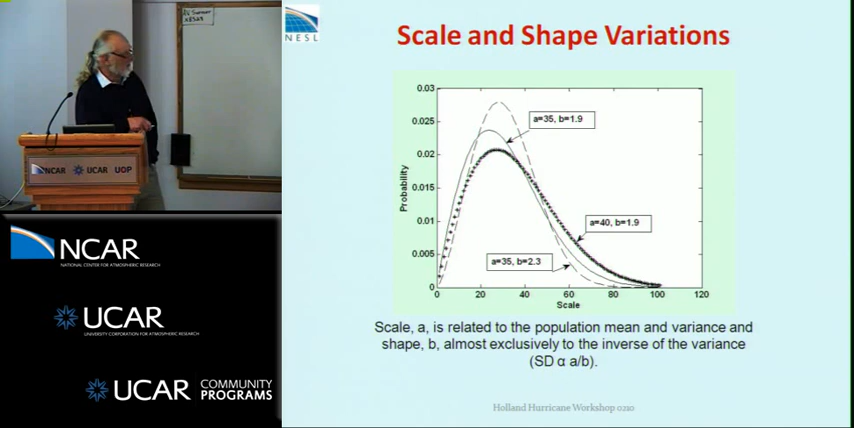 AV Support
x8523
NCAR UCAR UOP
NCAR
NATIONAL CENTER FOR ATMOSPHERIC RESEARCH
UCAR
UNIVERSITY CORPORATION FOR ATMOSPHERIC RESEARCH
UCAR COMMUNITY
PROGRAMS
NESL
Scale and Shape Variations
0.03
0.025
0.02
0.015
0.01
0.005
0
Probability
a=35, b=1.9
a=40, b=1.9
a=35, b=2.3
0 20 40 60 80 100 120
Scale
Scale, a, is related to the population mean and variance and
shape, b, almost exclusively to the inverse of the variance
(SD α a/b).
Holland Hurricane Workshop 0210